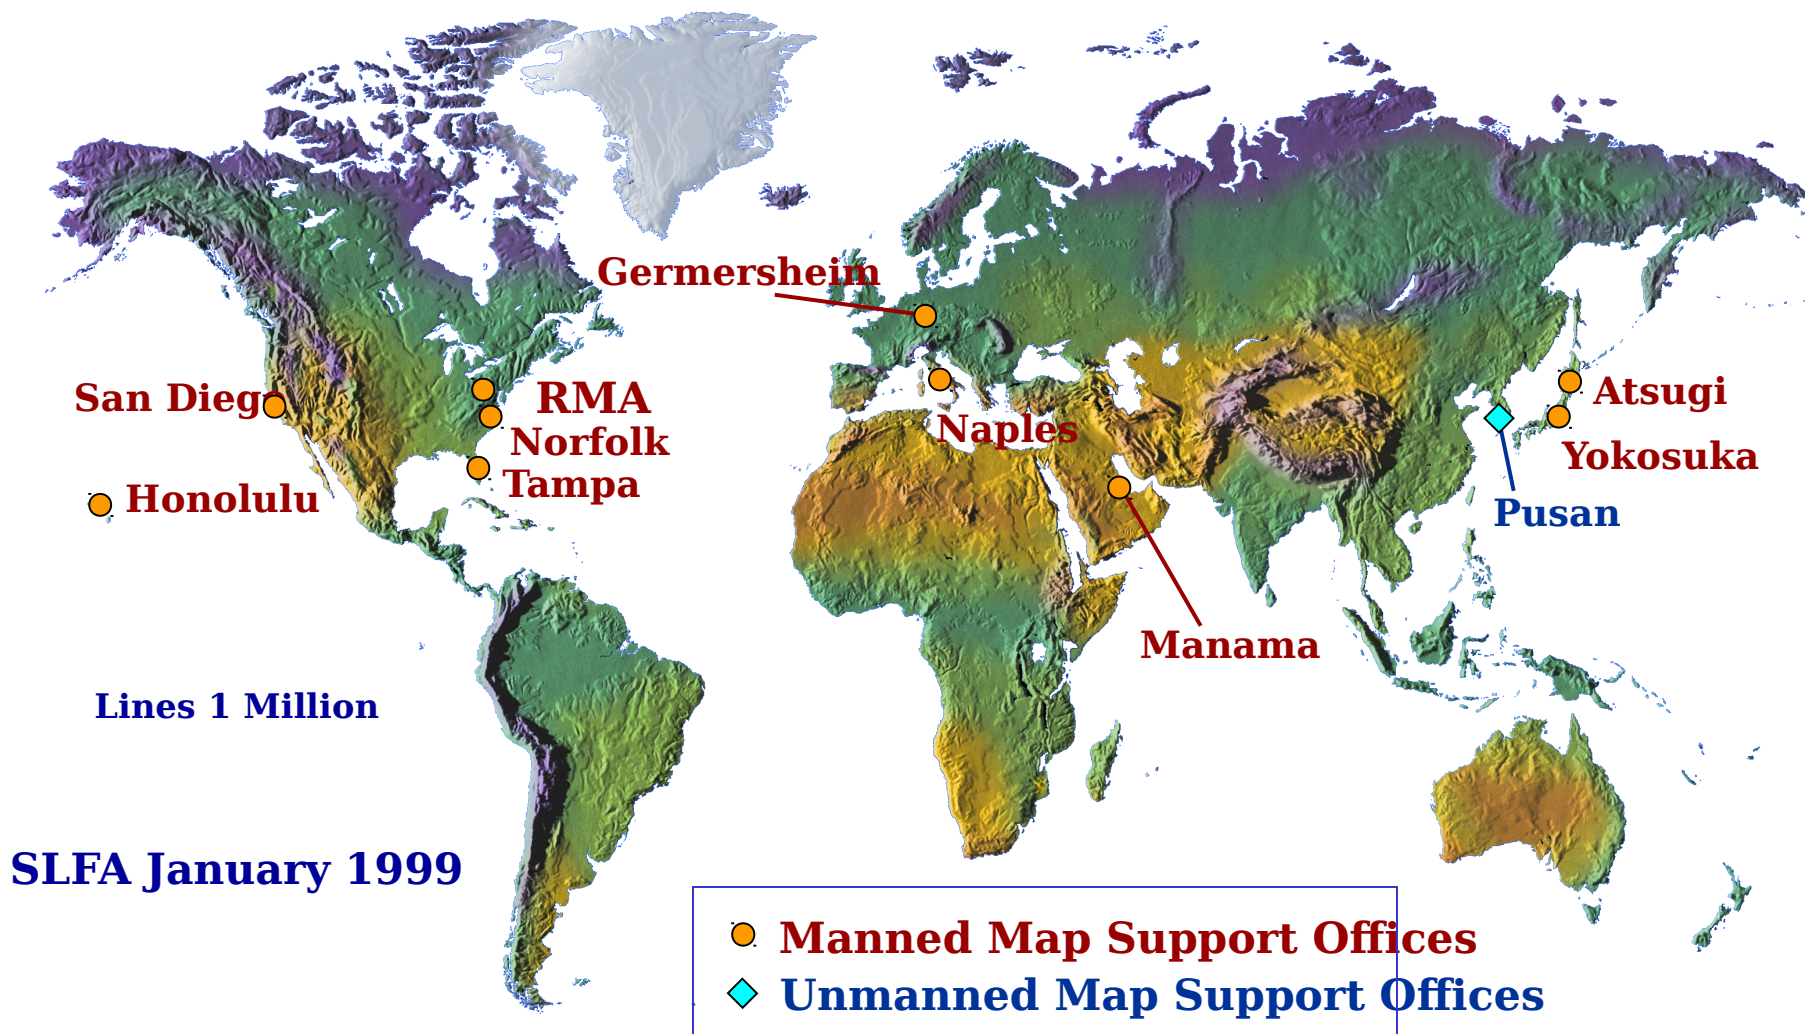 Germersheim
San Diego
RMA
Norfolk
Tampa
Honolulu
Naples
Atsugi
Yokosuka
Pusan
Manama
Lines 1 Million
SLFA January 1999
Manned Map Support Offices
Unmanned Map Support Offices